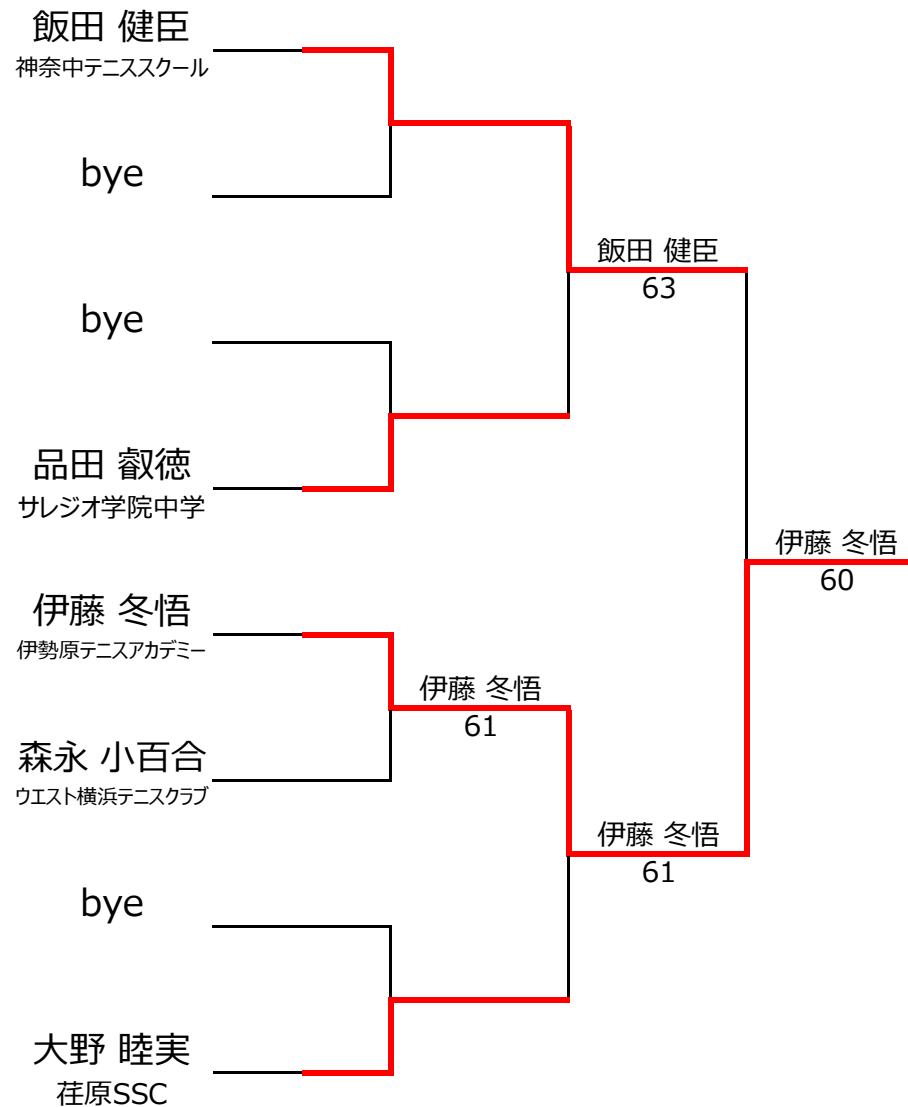 飯田 健臣
神奈中テニススクール
bye
bye
品田 叡徳
サレジオ学院中学
伊藤 冬悟
伊勢原テニスアカデミー
森永 小百合
ウエスト横浜テニスクラブ
bye
大野 睦実
荏原SSC
伊藤 冬悟
61
飯田 健臣
63
伊藤 冬悟
61
伊藤 冬悟
60